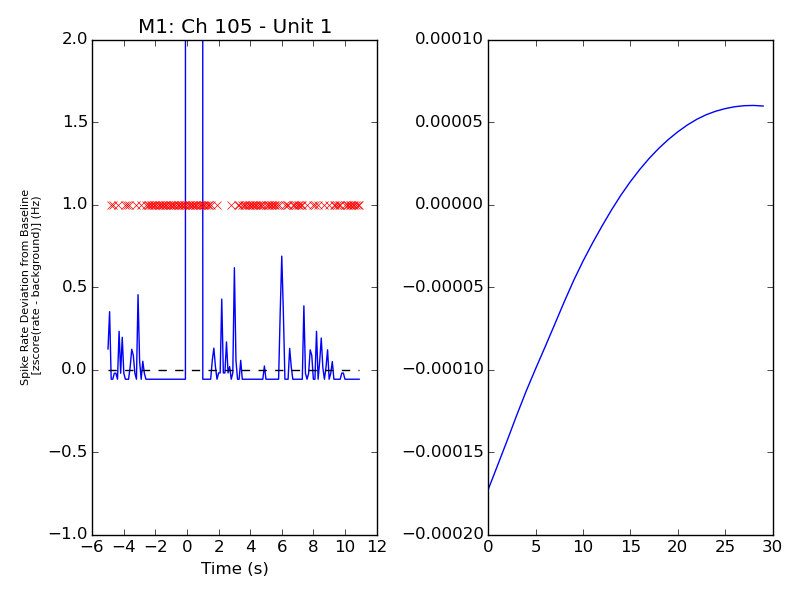 M1: Ch 105 - Unit 1
2.0
1.5
1.0
0.5
0.0
−0.5
−1.0
Spike Rate Deviation from Baseline
[zscore(rate - background)] (Hz)
−6 −4 −2 0 2 4 6 8 10 12
Time (s)
0.00010
0.00005
0.00000
−0.00005
−0.00010
−0.00015
−0.00020
0 5 10 15 20 25 30